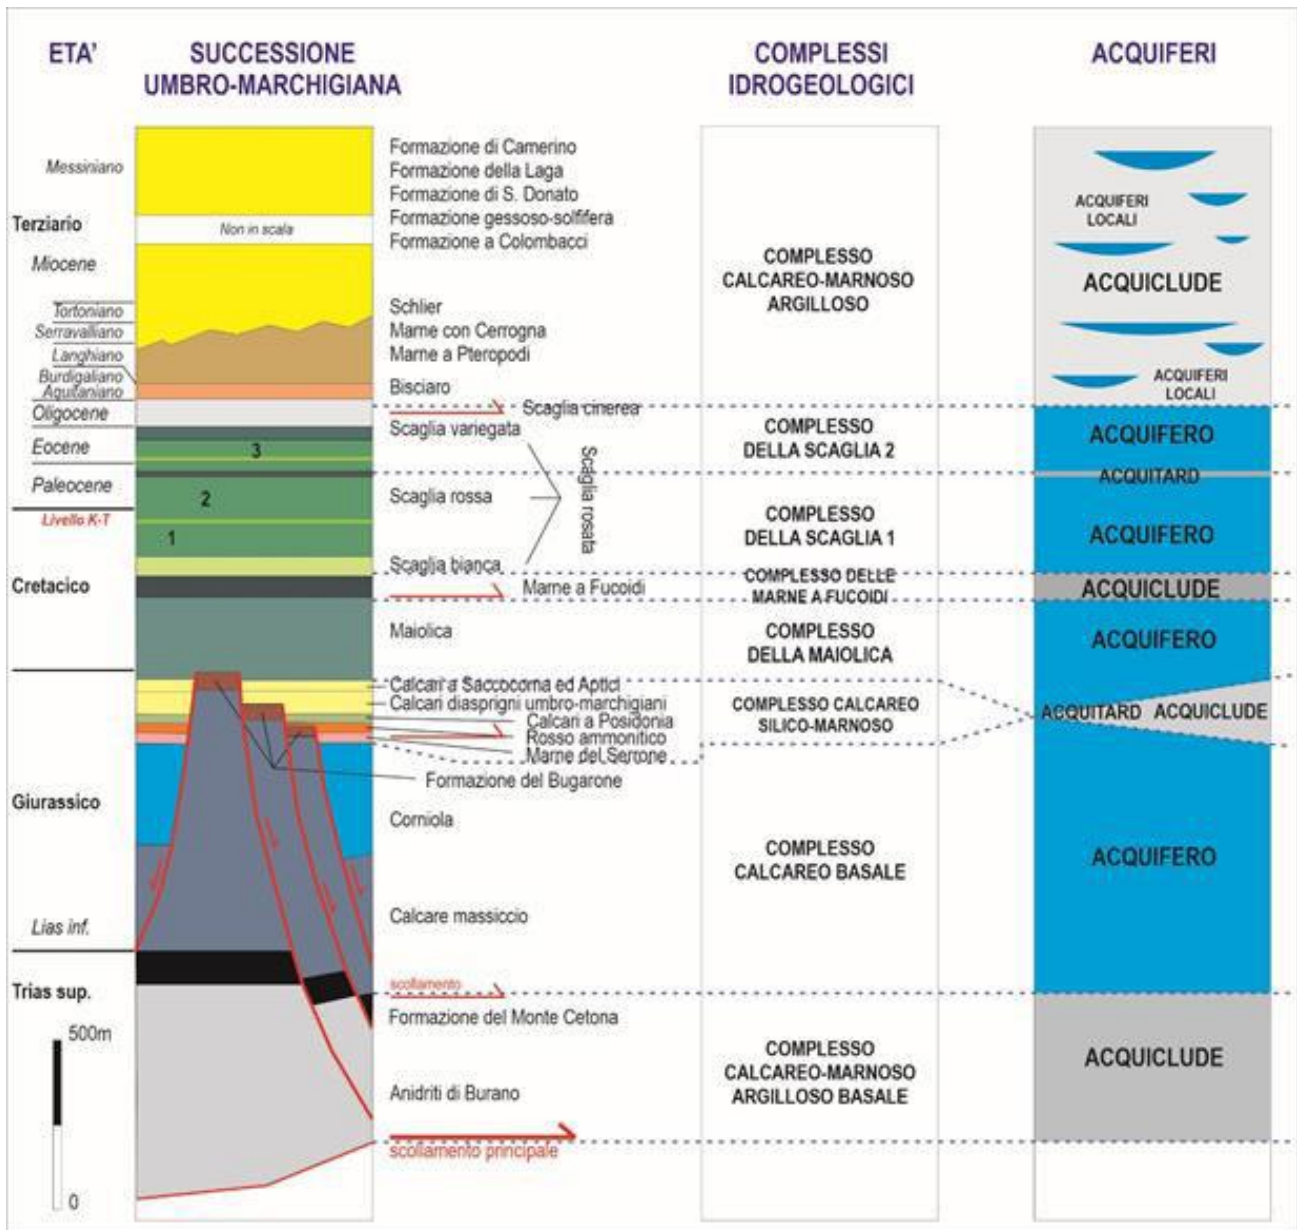 ETA'
SUCCESSIONE
UMBRO-MARCHIGIANA
COMPLESSI
IDROGEOLOGICI
ACQUIFERI
Messiniano
Terziario
Miocene
Tortoniano
Serravalliano
Langhiano
Burdigaliano
Aquitaniano
Oligocene
Eocene
Paleocene
Livello K-T
Cretacico
Giurassico
Lias inf.
Trias sup.
500m
0
Non in scala
3
2
1
Formazione di Camerino
Formazione della Laga
Formazione di S. Donato
Formazione gessoso-solfifera
Formazione a Colombacci
Schlier
Marne con Cerrogna
Marne a Pteropodi
Bisciaro
Scaglia cinerea
Scaglia variegata
Scaglia rossa
Scaglia rosata
Scaglia bianca
Marne a Fucoidi
Maiolica
Calcari a Saccocoma ed Aptici
Calcari diasprigni umbro-marchigiani
Calcari a Posidonia
Rosso ammonitico
Marne del Serrone
Formazione del Bugarone
Corniola
Calcare massiccio
scollamento
Formazione del Monte Cetona
Anidriti di Burano
scollamento principale
COMPLESSO
CALCAREO-MARNOSO
ARGILLOSO
COMPLESSO
DELLA SCAGLIA 2
COMPLESSO
DELLA SCAGLIA 1
COMPLESSO DELLE
MARNE A FUCOIDI
COMPLESSO
DELLA MAIOLICA
COMPLESSO CALCAREO
SILICO-MARNOSO
COMPLESSO
CALCAREO BASALE
COMPLESSO
CALCAREO-MARNOSO
ARGILLOSO BASALE
ACQUIFERI
LOCALI
ACQUICLUDE
ACQUIFERI
LOCALI
ACQUIFERO
ACQUITARD
ACQUIFERO
ACQUICLUDE
ACQUIFERO
ACQUITARD ACQUICLUDE
ACQUIFERO
ACQUICLUDE